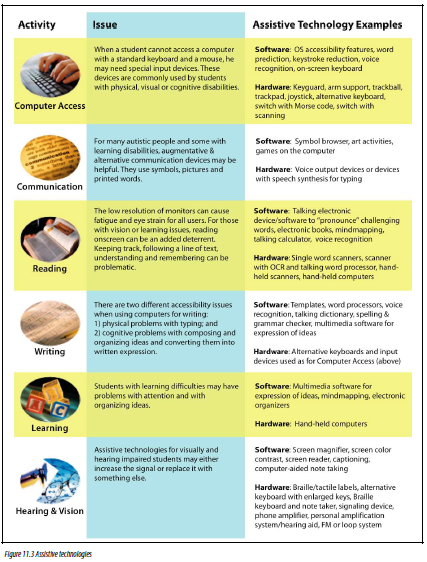 Activity
Issue
Assistive Technology Examples
Computer Access
When a student cannot access a computer
with a standard keyboard and a mouse, he
may need special input devices. These
devices are commonly used by students
with physical, visual or cognitive disabilities.
Software: OS accessibility features, word
prediction, keystroke reduction, voice
recognition, on-screen keyboard
Hardware: Keyguard, arm support, trackball,
trackpad, joystick, alternative keyboard,
switch with Morse code, switch with
scanning
Communication
For many autistic people and some with
learning disabilities, augmentative &
alternative communication devices may be
helpful. They use symbols, pictures and
printed words.
Software: Symbol browser, art activities,
games on the computer
Hardware: Voice output devices or devices
with speech synthesis for typing
Reading
The low resolution of monitors can cause
fatigue and eye strain for all users. For those
with vision or learning issues, reading
onscreen can be an added deterrent.
Keeping track, following a line of text,
understanding and remembering can be
problematic.
Software: Talking electronic
device/software to "pronounce" challenging
words, electronic books, mindmapping,
talking calculator, voice recognition
Hardware: Single word scanners, scanner
with OCR and talking word processor, hand-
held scanners, hand-held computers
Writing
There are two different accessibility issues
when using computers for writing:
1) physical problems with typing; and
2) cognitive problems with composing and
organizing ideas and converting them into
written expression.
Software: Templates, word processors, voice
recognition, talking dictionary, spelling &
grammar checker, multimedia software for
expression of ideas
Hardware: Alternative keyboards and input
devices used as for Computer Access (above)
Learning
Students with learning difficulties may have
problems with attention and with
organizing ideas.
Software: Multimedia software for
expression of ideas, mindmapping, electronic
organizers
Hardware: Hand-held computers
Hearing & Vision
Assistive technologies for visually and
hearing impaired students may either
increase the signal or replace it with
something else.
Software: Screen magnifier, screen color
contrast, screen reader, captioning,
computer-aided note taking
Hardware: Braille/tactile labels, alternative
keyboard with enlarged keys, Braille
keyboard and note taker, signaling device,
phone amplifier, personal amplification
system/hearing aid, FM or loop system
Figure 11.3 Assistive technologies